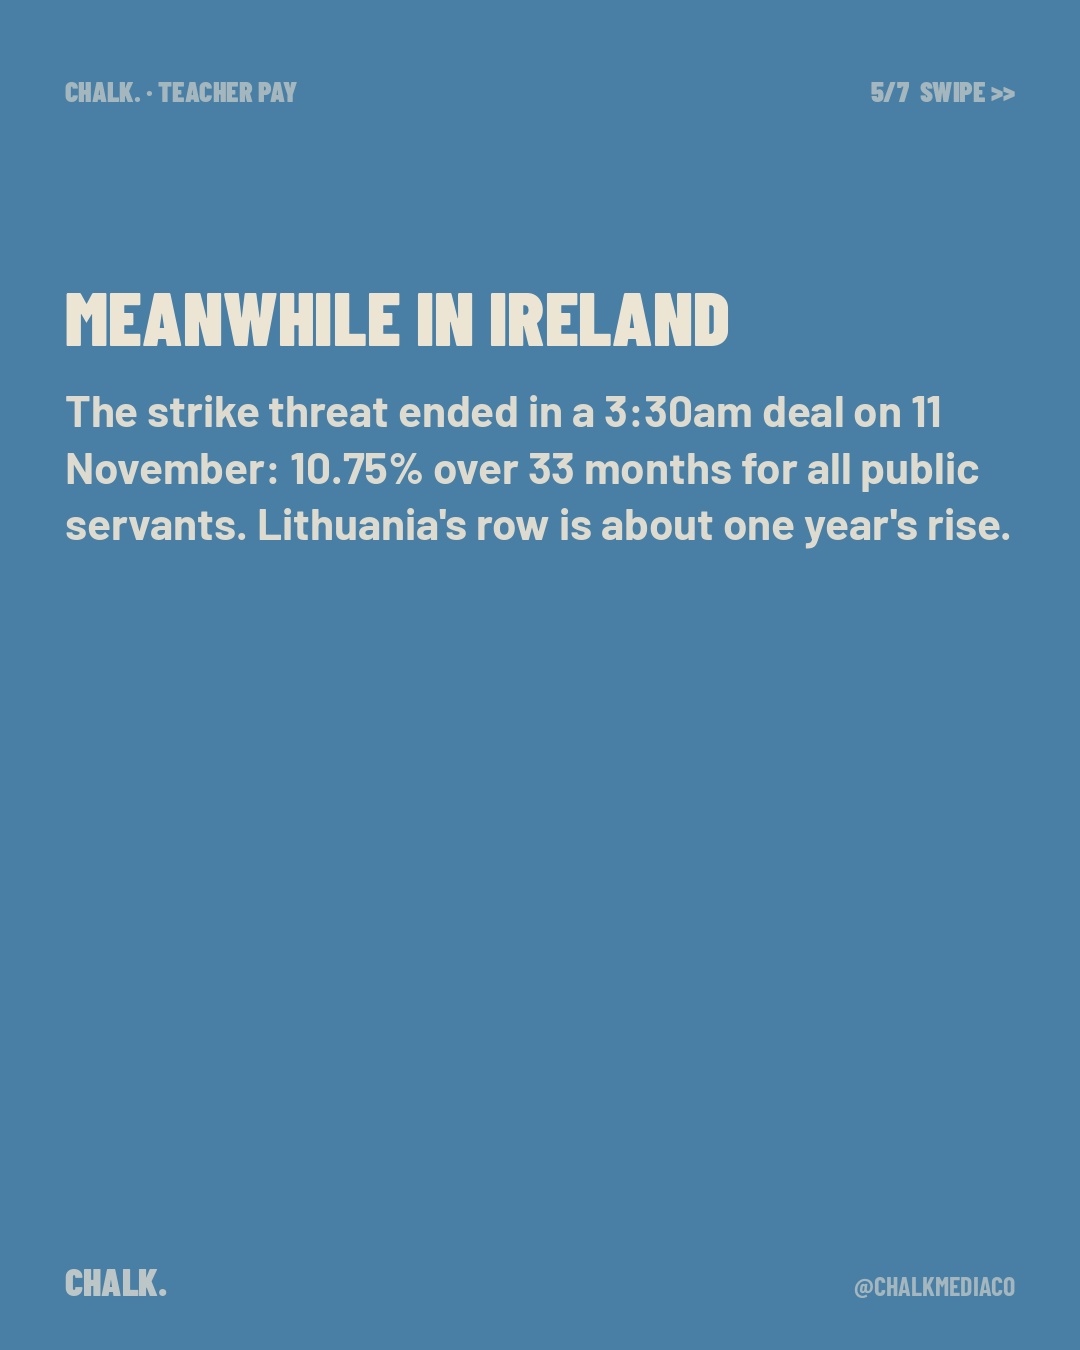 CHALK. · TEACHER PAY
5/7 SWIPE >>
MEANWHILE IN IRELAND
The strike threat ended in a 3:30am deal on 11
November: 10.75% over 33 months for all public
servants. Lithuania's row is about one year's rise.
CHALK.
@CHALKMEDIACO